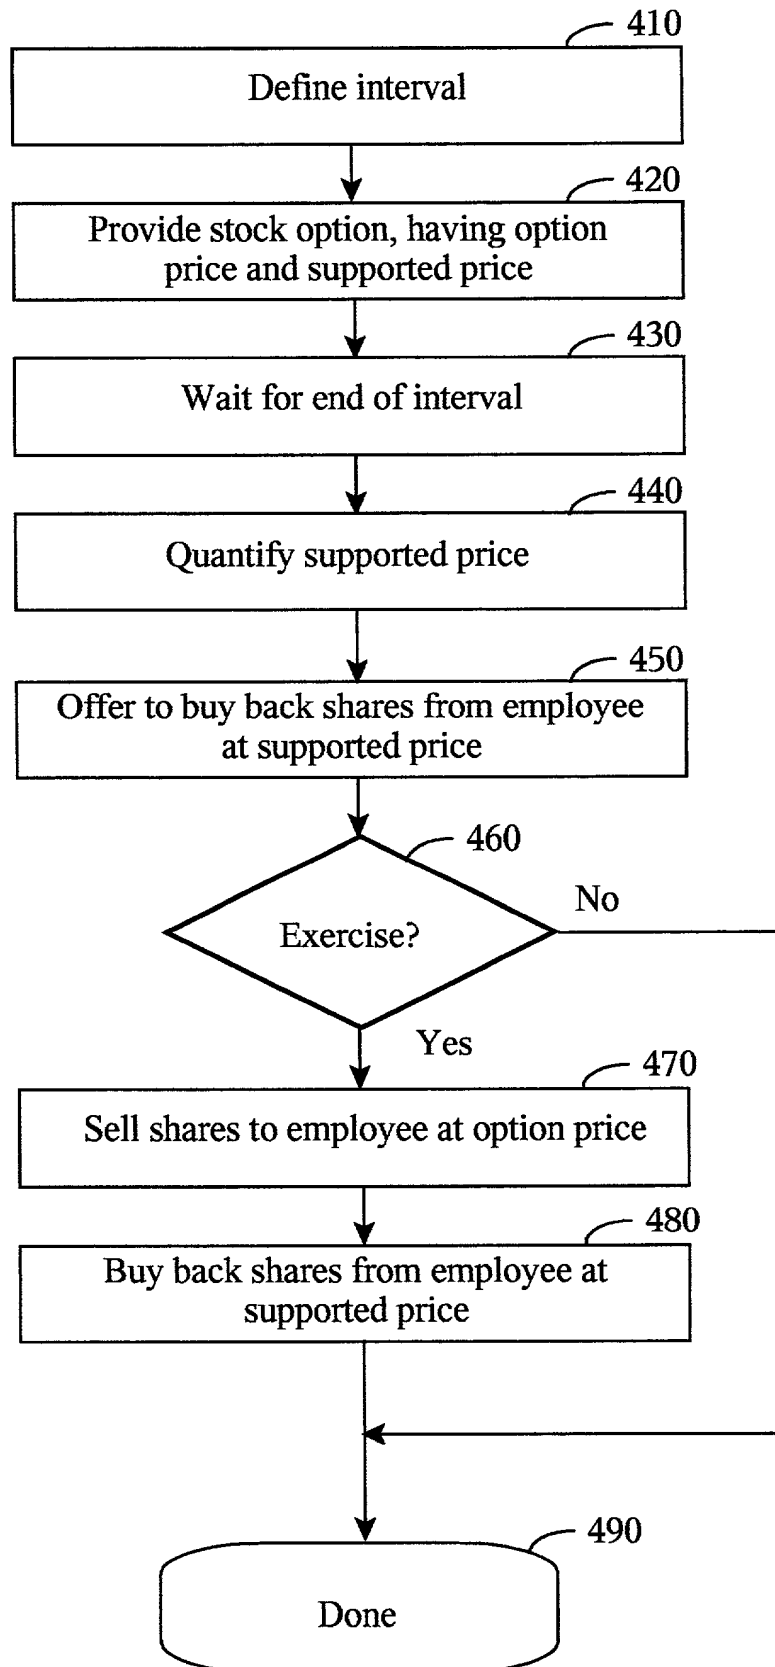 410
Define interval
420
Provide stock option, having option
price and supported price
430
Wait for end of interval
440
Quantify supported price
450
Offer to buy back shares from employee
at supported price
460
Exercise?
No
Yes
470
Sell shares to employee at option price
480
Buy back shares from employee at
supported price
490
Done